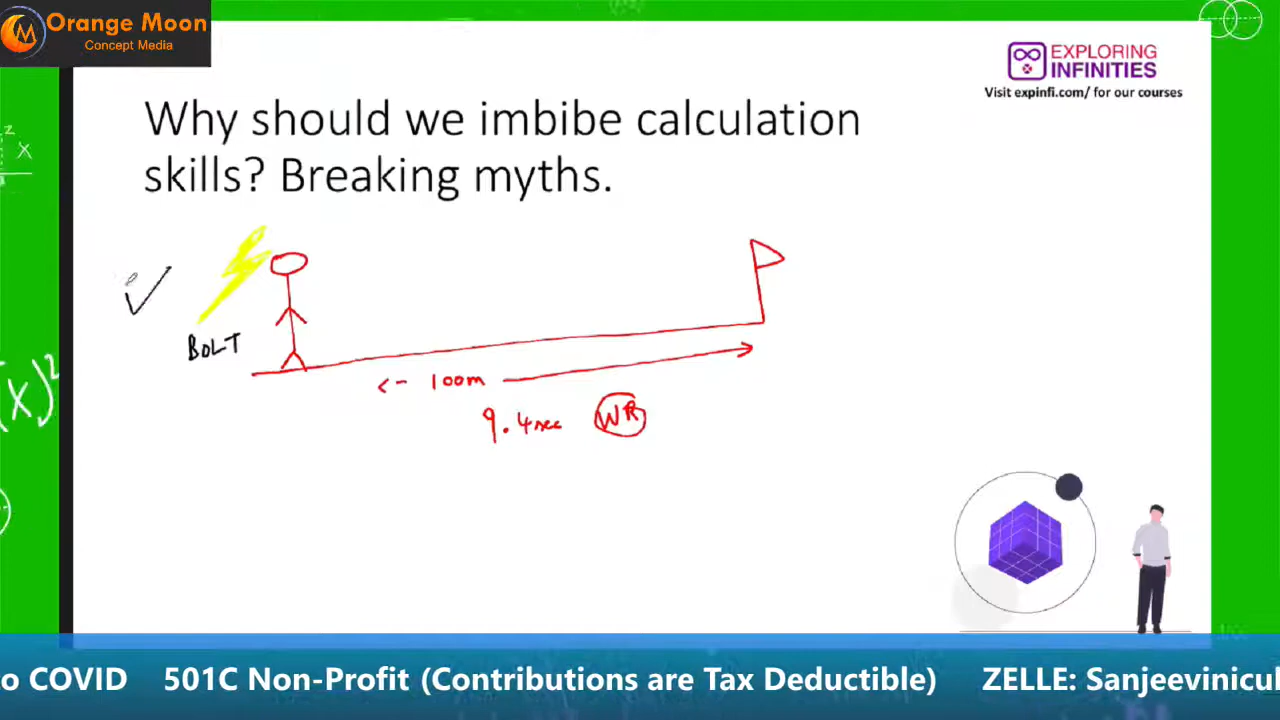 Orange Moon
Concept Media
EXPLORING
INFINITIES
Visit expinfi.com/ for our courses
Why should we imbibe calculation
skills? Breaking myths.
BOLT
<- 100m
9.4sec WR
o COVID 501C Non-Profit (Contributions are Tax Deductible) ZELLE: Sanjeevinicul